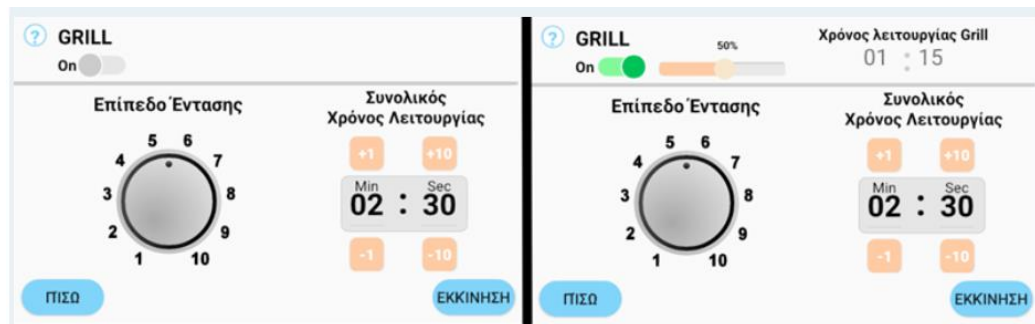 ?
GRILL
On
Επίπεδο Έντασης
Συνολικός
Χρόνος Λειτουργίας
5 6
4 7
3 8
2 9
1 10
+1 +10
Min Sec
02 : 30
-1 -10
ΠΙΣΩ
ΕΚΚΙΝΗΣΗ
?
GRILL
On
50%
Χρόνος λειτουργίας Grill
01 : 15
Επίπεδο Έντασης
Συνολικός
Χρόνος Λειτουργίας
5 6
4 7
3 8
2 9
1 10
+1 +10
Min Sec
02 : 30
-1 -10
ΠΙΣΩ
ΕΚΚΙΝΗΣΗ